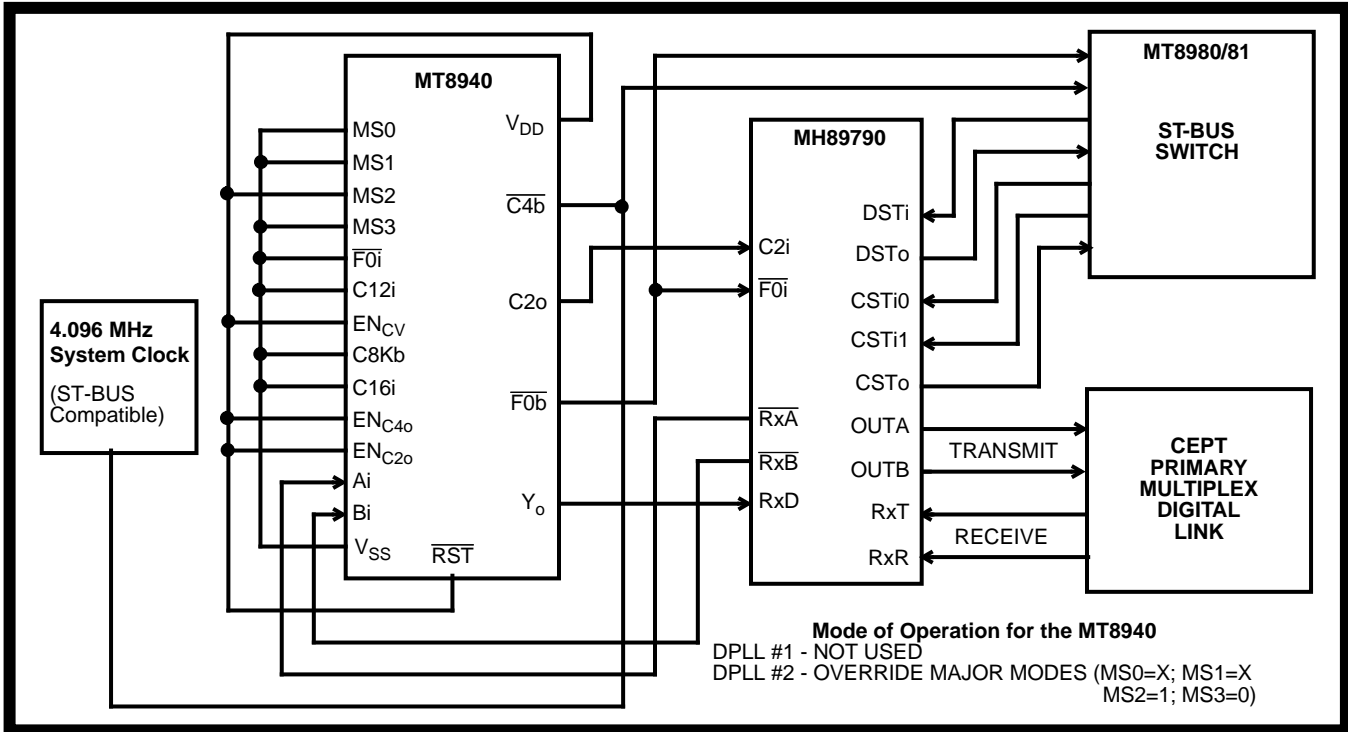 MT8940
MS0
MS1
MS2
MS3
F0i
C12i
ENCV
C8Kb
C16i
ENC4o
ENC2o
Ai
Bi
VSS
RST
VDD
C4b
C2o
F0b
Yo
4.096 MHz
System Clock
(ST-BUS
Compatible)
MH89790
C2i
F0i
RxA
RxB
RxD
DSTi
DSTo
CSTi0
CSTi1
CSTo
OUTA
OUTB
RxT
RxR
TRANSMIT
RECEIVE
MT8980/81
ST-BUS
SWITCH
CEPT
PRIMARY
MULTIPLEX
DIGITAL
LINK
Mode of Operation for the MT8940
DPLL #1 - NOT USED
DPLL #2 - OVERRIDE MAJOR MODES (MS0=X; MS1=X
MS2=1; MS3=0)